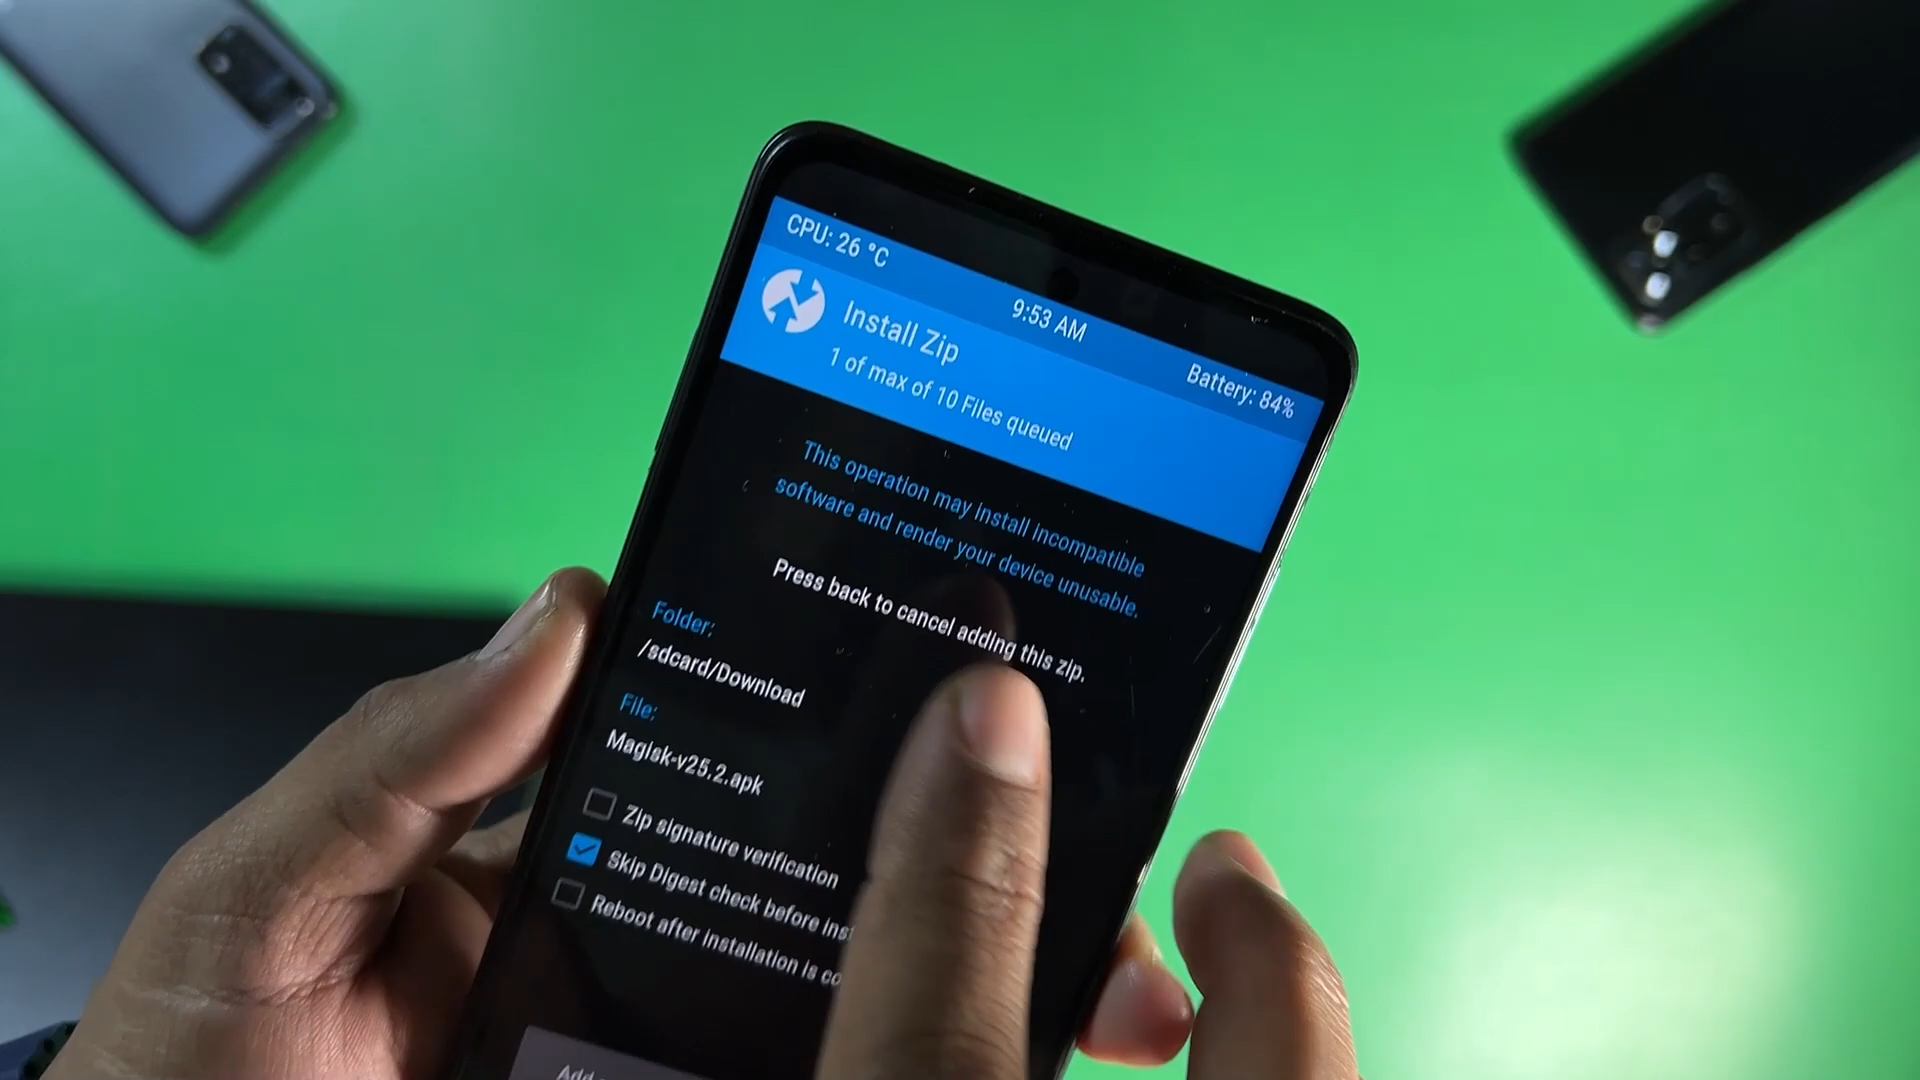 CPU: 26 °C
9:53 AM
Battery: 84%
Install Zip
1 of max of 10 Files queued
This operation may install incompatible
software and render your device unusable.
Press back to cancel adding this zip.
Folder:
/sdcard/Download
File:
Magisk-v25.2.apk
Zip signature verification
Skip Digest check before
Reboot after installation is